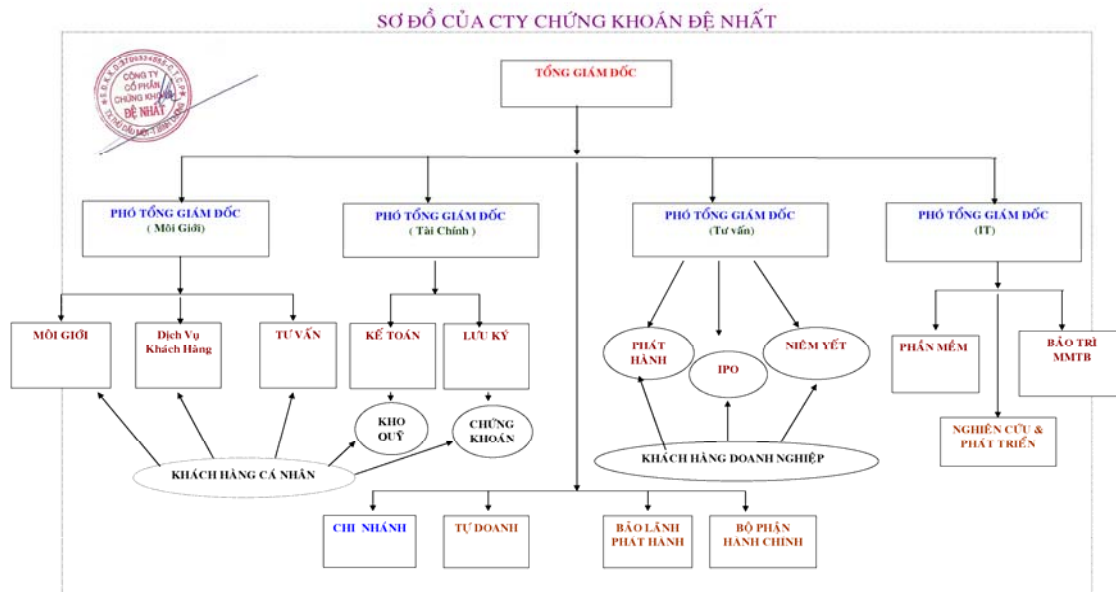 SƠ ĐỒ CỦA CTY CHỨNG KHOÁN ĐỆ NHẤT
CÔNG TY
CỔ PHẦN
CHỨNG KHOÁN
ĐỆ NHẤT
TỔNG GIÁM ĐỐC
PHÓ TỔNG GIÁM ĐỐC
( Môi Giới)
PHÓ TỔNG GIÁM ĐỐC
( Tài Chính )
PHÓ TỔNG GIÁM ĐỐC
(Tư vấn)
PHÓ TỔNG GIÁM ĐỐC
(IT)
MÔI GIỚI
Dịch Vụ
Khách Hàng
TƯ VẤN
KẾ TOÁN
LƯU KÝ
PHÁT
HÀNH
IPO
NIÊM YẾT
PHẦN MỀM
BẢO TRÌ
MMTB
KHO
QUỸ
CHỨNG
KHOÁN
NGHIÊN CỨU &
PHÁT TRIỂN
KHÁCH HÀNG CÁ NHÂN
KHÁCH HÀNG DOANH NGHIỆP
CHI NHÁNH
TỰ DOANH
BẢO LÃNH
PHÁT HÀNH
BỘ PHẬN
HÀNH CHÍNH